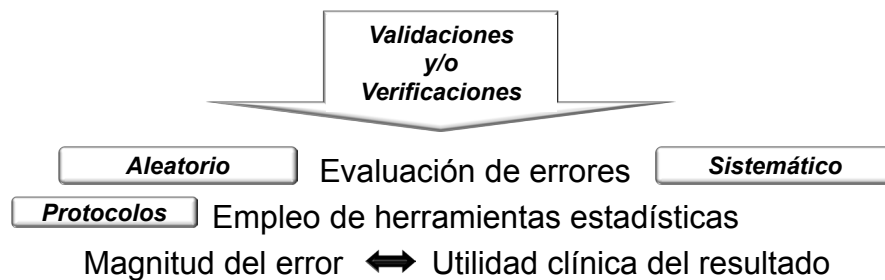 Validaciones
y/o
Verificaciones
Aleatorio Evaluación de errores Sistemático
Protocolos Empleo de herramientas estadísticas
Magnitud del error ⬌ Utilidad clínica del resultado